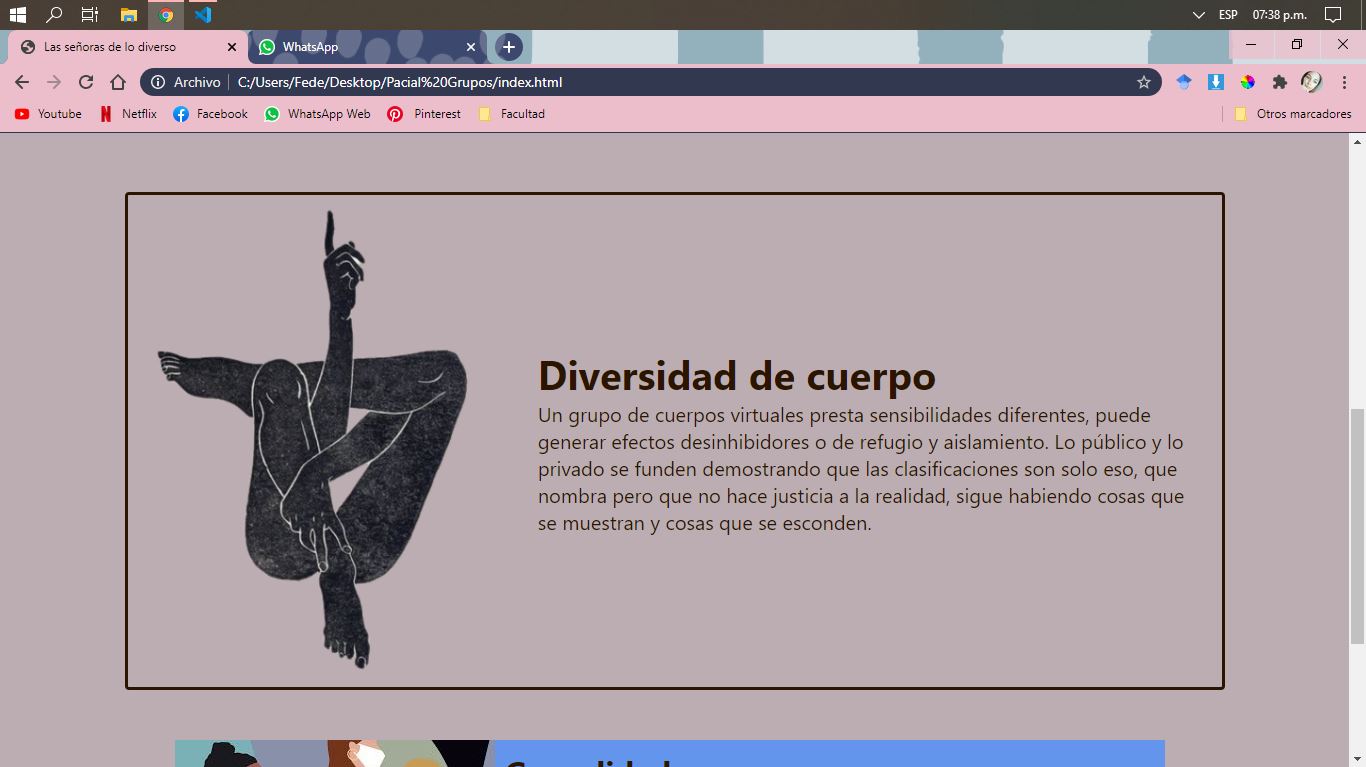 ESP
07:38 p.m.
Las señoras de lo diverso
WhatsApp
Archivo
C:/Users/Fede/Desktop/Pacial%20Grupos/index.html
Youtube
Netflix
Facebook
WhatsApp Web
Pinterest
Facultad
Otros marcadores
Diversidad de cuerpo
Un grupo de cuerpos virtuales presta sensibilidades diferentes, puede
generar efectos desinhibidores o de refugio y aislamiento. Lo público y lo
privado se funden demostrando que las clasificaciones son solo eso, que
nombra pero que no hace justicia a la realidad, sigue habiendo cosas que
se muestran y cosas que se esconden.